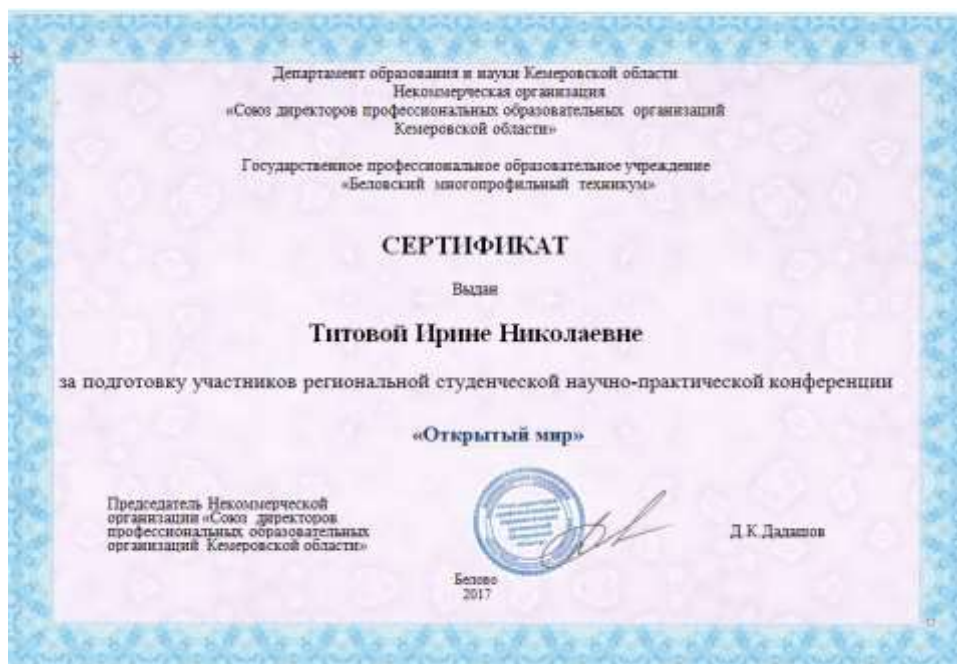 Департамент образования и науки Кемеровской области
Некоммерческая организация
«Союз директоров профессиональных образовательных организаций
Кемеровской области»
Государственное профессиональное образовательное учреждение
«Беловский многопрофильный техникум»
СЕРТИФИКАТ
Выдан
Титовой Ирине Николаевне
за подготовку участников региональной студенческой научно-практической конференции
«Открытый мир»
Председатель Некоммерческой
организации «Союз директоров
профессиональных образовательных
организаций Кемеровской области»
Д.К.Дадашов
Белово
2017